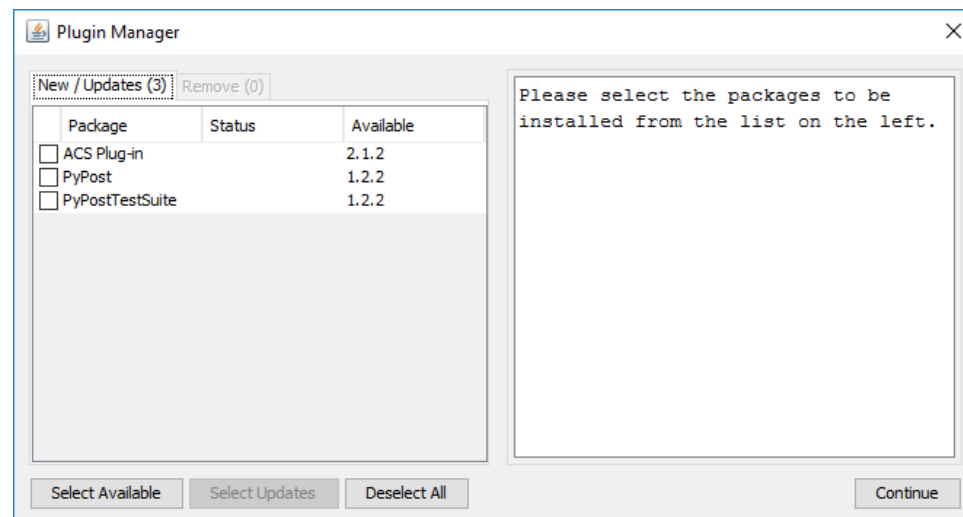 Plugin Manager
New / Updates (3) Remove (0)
Package Status Available
ACS Plug-in 2.1.2
PyPost 1.2.2
PyPostTestSuite 1.2.2
Please select the packages to be
installed from the list on the left.
Select Available Select Updates Deselect All Continue